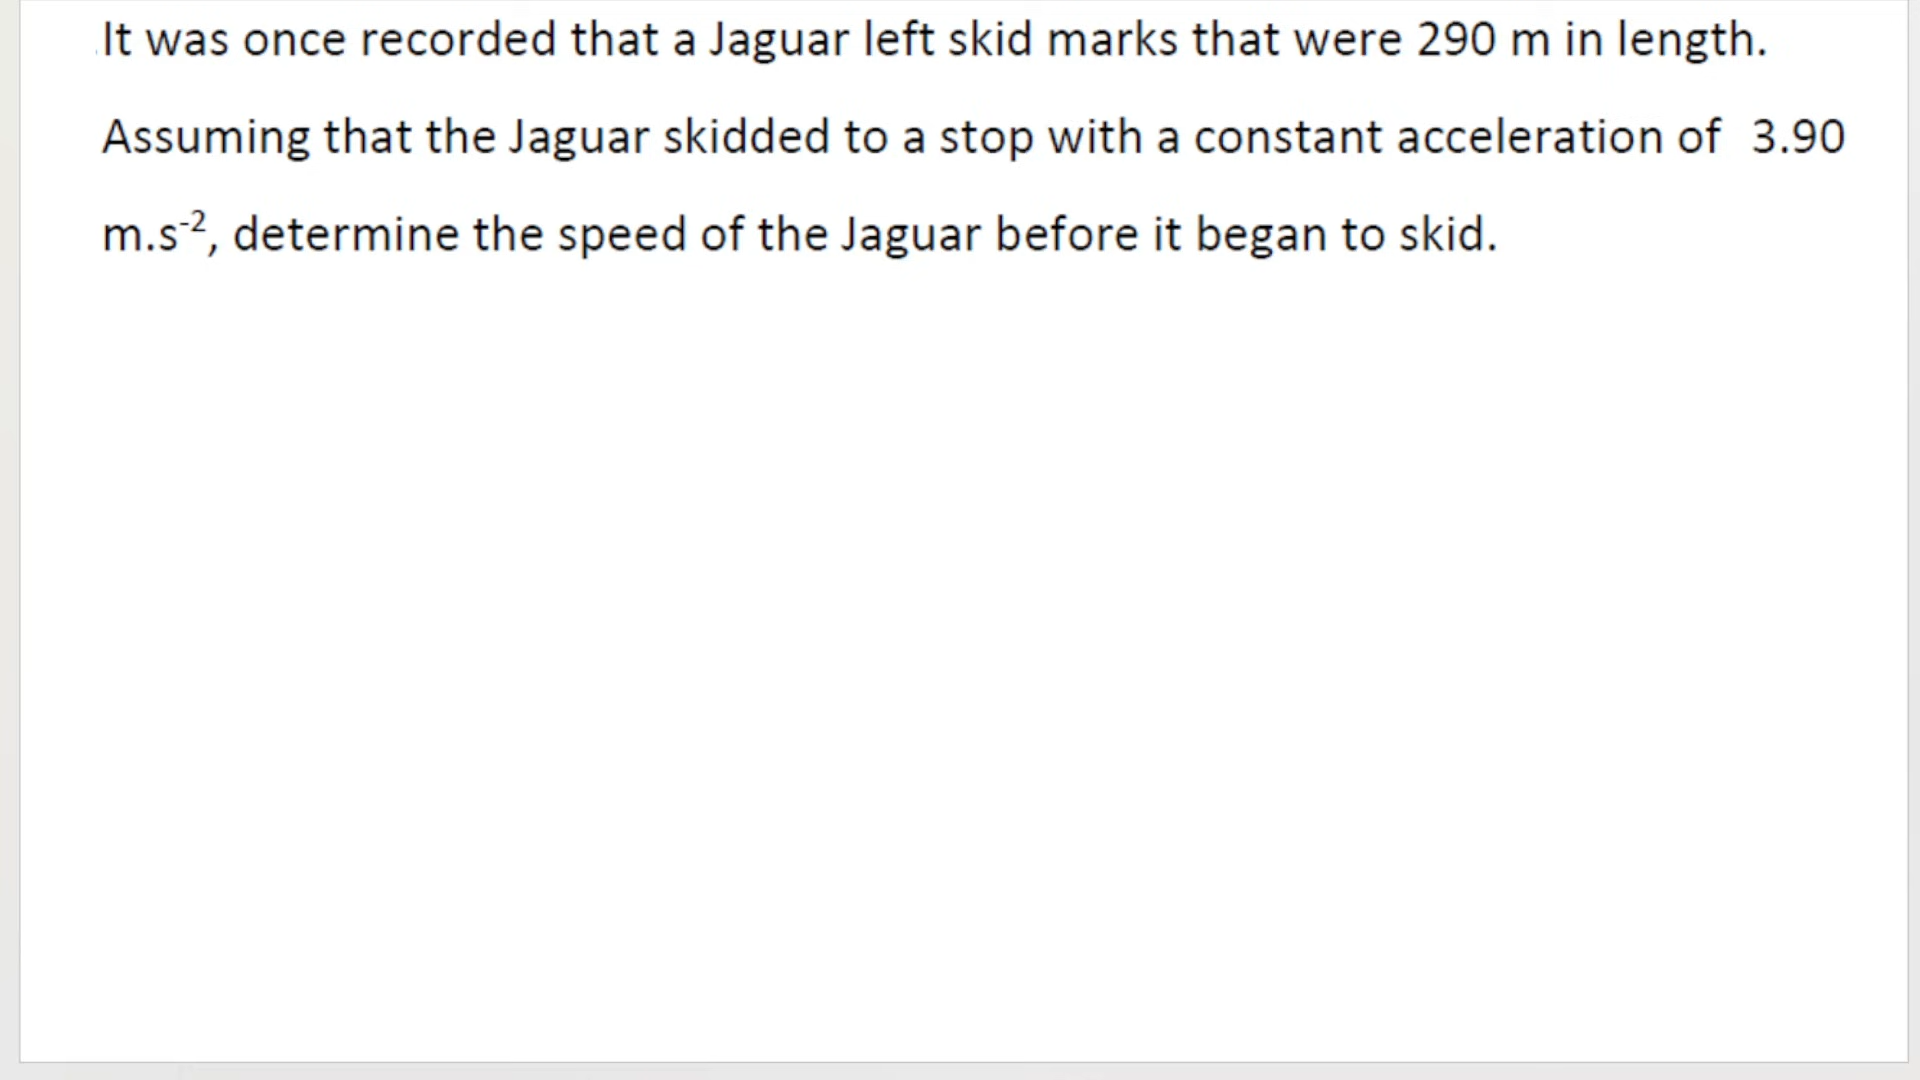 It was once recorded that a Jaguar left skid marks that were 290 m in length.
Assuming that the Jaguar skidded to a stop with a constant acceleration of 3.90
m.s⁻², determine the speed of the Jaguar before it began to skid.